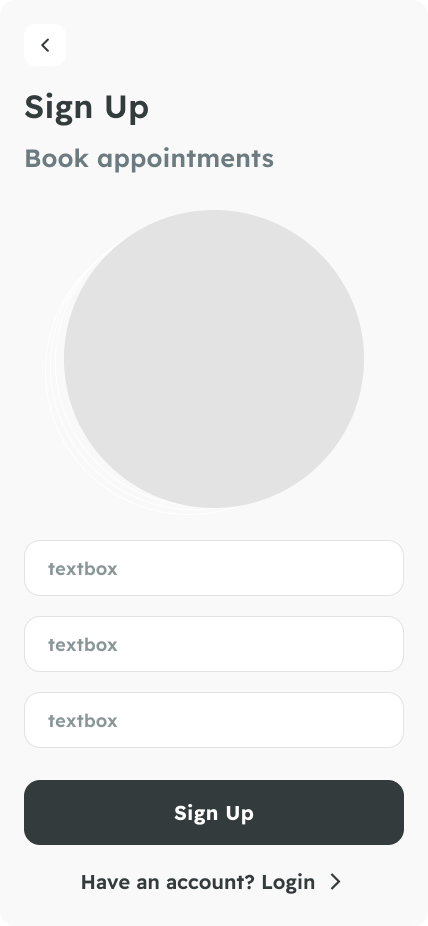 Sign Up
Book appointments
textbox
textbox
textbox
Sign Up
Have an account? Login